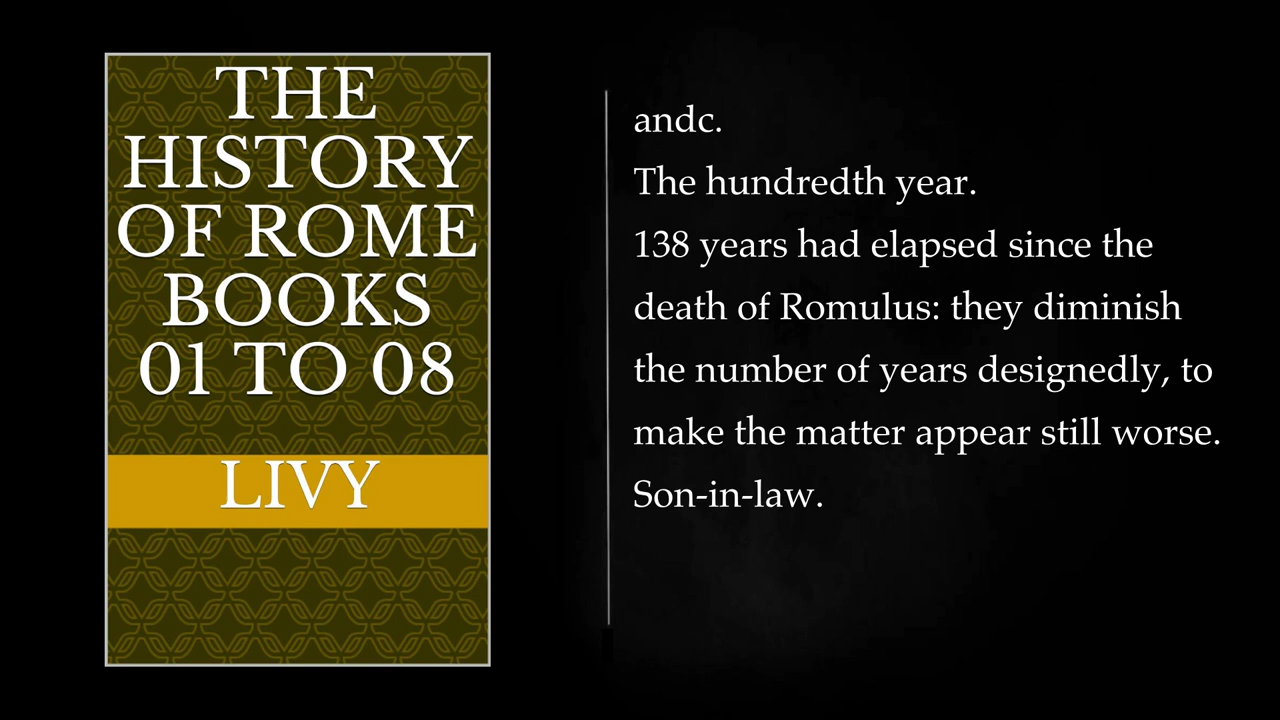 THE
HISTORY
OF ROME
BOOKS
01 TO 08
LIVY
andc.
The hundredth year.
138 years had elapsed since the
death of Romulus: they diminish
the number of years designedly, to
make the matter appear still worse.
Son-in-law.